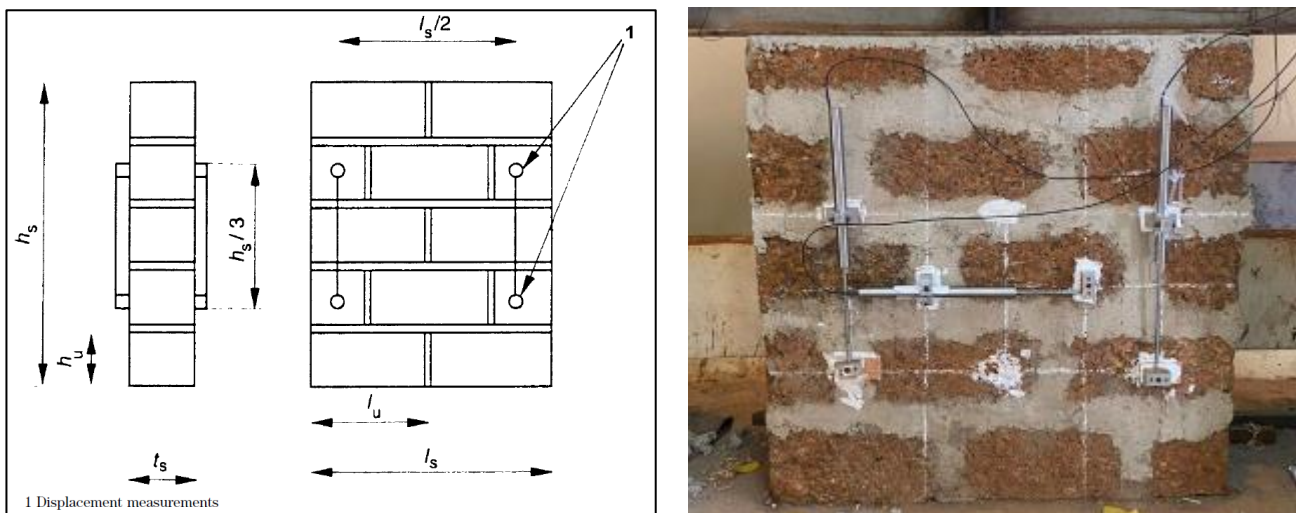 l_s/2
1
h_s
h_s/3
h_u
l_u
t_s
l_s
1 Displacement measurements